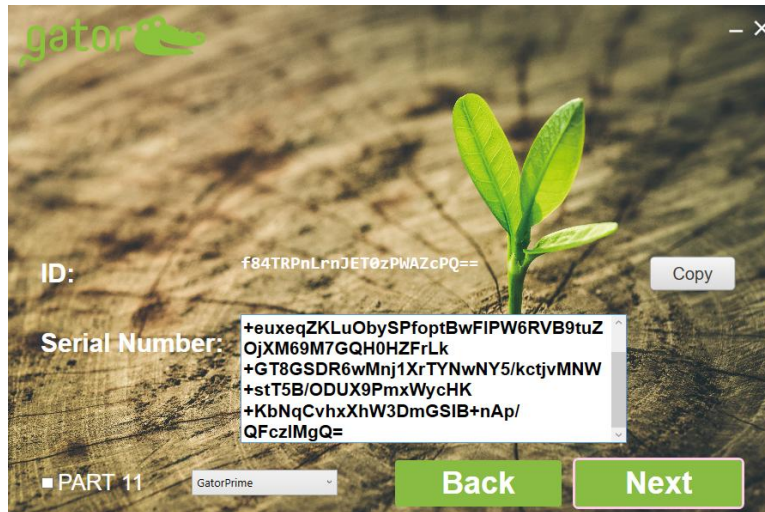 gator
ID:
f84TRPnLrnJET0zPWAZcPQ==
Copy
Serial Number:
+euxeqZKLuObySPfoptBwFlPW6RVB9tuZ
OjXM69M7GQH0HZFrLk
+GT8GSDR6wMnj1XrTYNwNY5/kctjvMNW
+stT5B/ODUX9PmxWycHK
+KbNqCvhxXhW3DmGSIB+nAp/
QFczlMgQ=
PART 11
GatorPrime
Back
Next